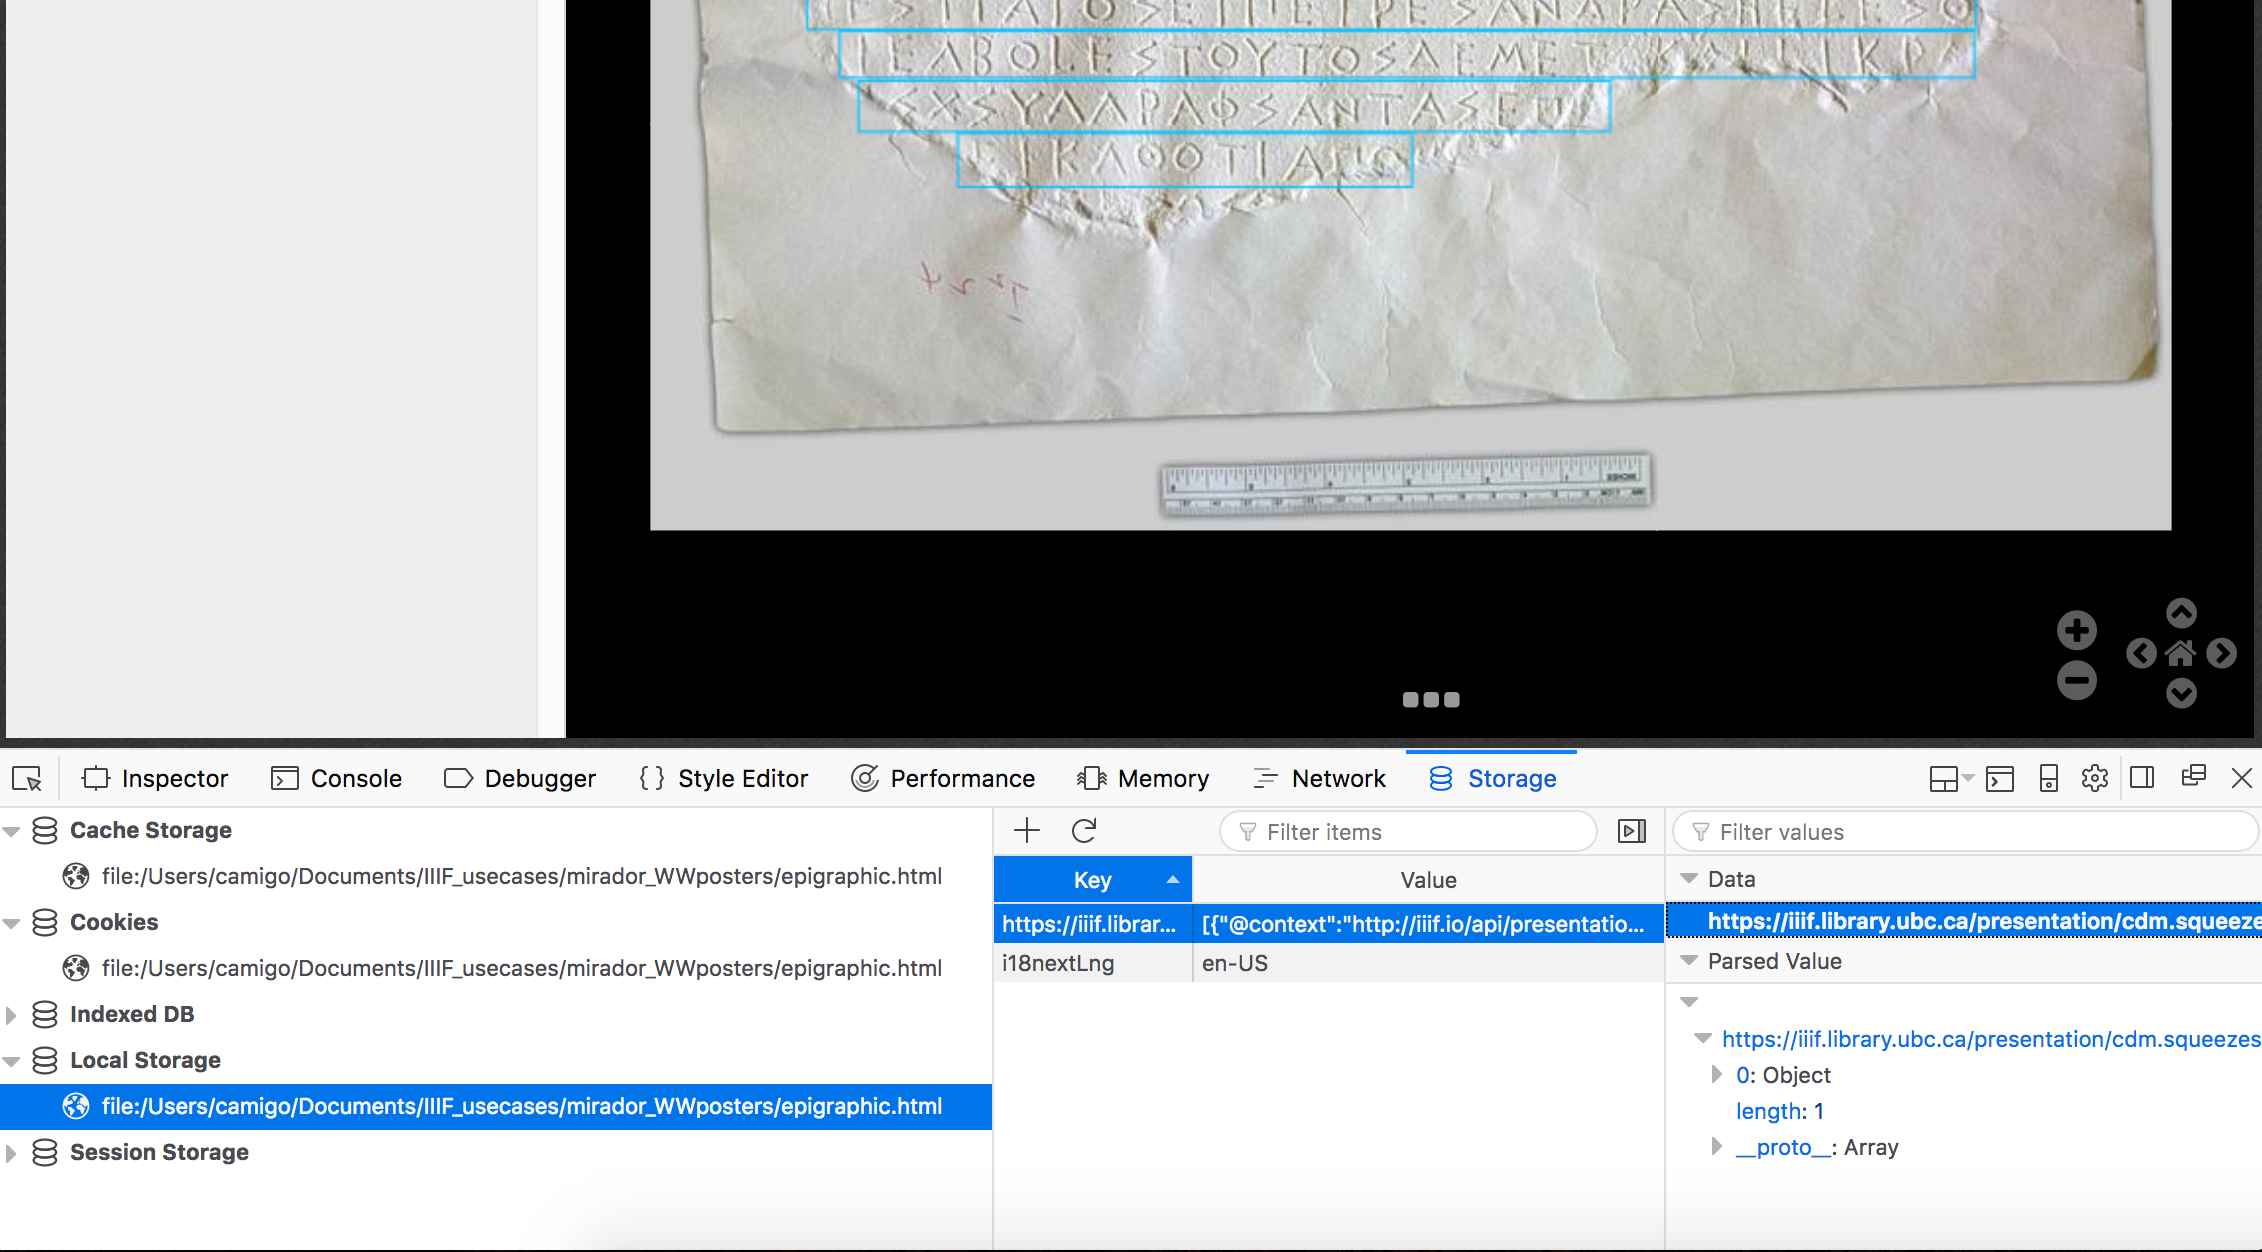 ΙΕΑΒΟLΕSΤΟΥΤΟSΔΕΜΕΤ
SΧSΥΛΛΡΑΦSΑΝΤΑSΕΠ
ΙΚΑΘΟΤΙΑΝ
Inspector
Console
Debugger
Style Editor
Performance
Memory
Network
Storage
Cache Storage
file:/Users/camigo/Documents/IIIF_usecases/mirador_WWposters/epigraphic.html
Cookies
file:/Users/camigo/Documents/IIIF_usecases/mirador_WWposters/epigraphic.html
Indexed DB
Local Storage
file:/Users/camigo/Documents/IIIF_usecases/mirador_WWposters/epigraphic.html
Session Storage
Filter items
Key Value
https://iiif.librar... [{"@context":"http://iiif.io/api/presentatio...
i18nextLng en-US
Filter values
Data
https://iiif.library.ubc.ca/presentation/cdm.squeeze
Parsed Value
https://iiif.library.ubc.ca/presentation/cdm.squeezes
0: Object
length: 1
__proto__: Array